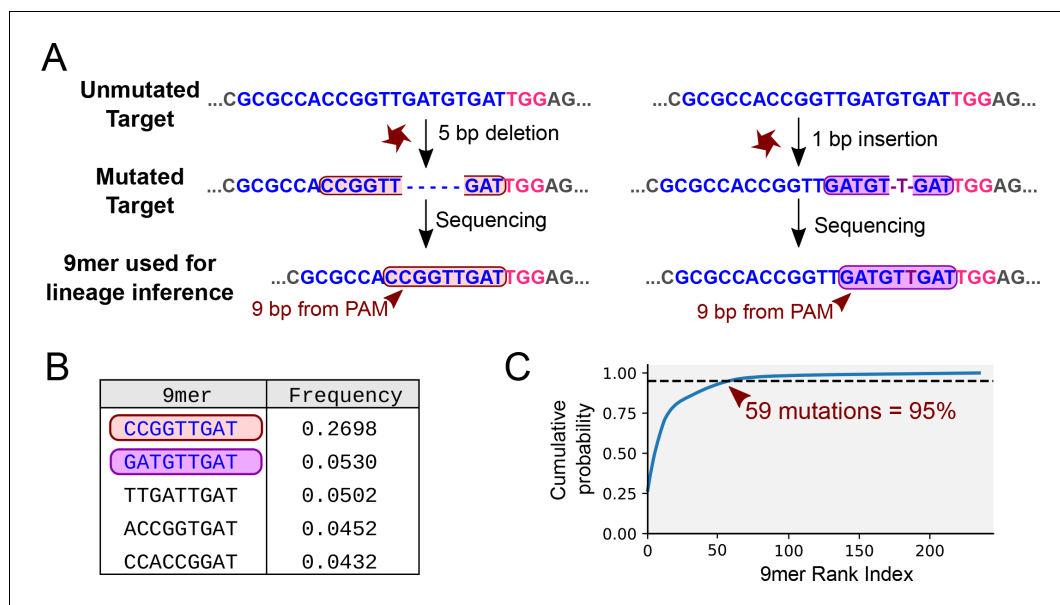 A
Unmutated
Target
...CGCGCCACCGGTTGATGTGATTGGAG...
5 bp deletion
...CGCGCCACCGGTTGATGTGATTGGAG...
1 bp insertion
Mutated
Target
...CGCGCCACCGGTT-----GATTGGAG...
Sequencing
...CGCGCCACCGGTTGATGT-T-GATTGGAG...
Sequencing
9mer used for
lineage inference
...CGCGCCACCGGTTGATTGGAG...
9 bp from PAM
...CGCGCCACCGGTTGATGTTGATTGGAG...
9 bp from PAM
B
9mer Frequency
CCGGTTGAT 0.2698
GATGTTGAT 0.0530
TTGATTGAT 0.0502
ACCGGTGAT 0.0452
CCACCGGAT 0.0432
C
Cumulative
probability
1.00
0.75
0.50
0.25
0.00
59 mutations = 95%
0 50 100 150 200
9mer Rank Index